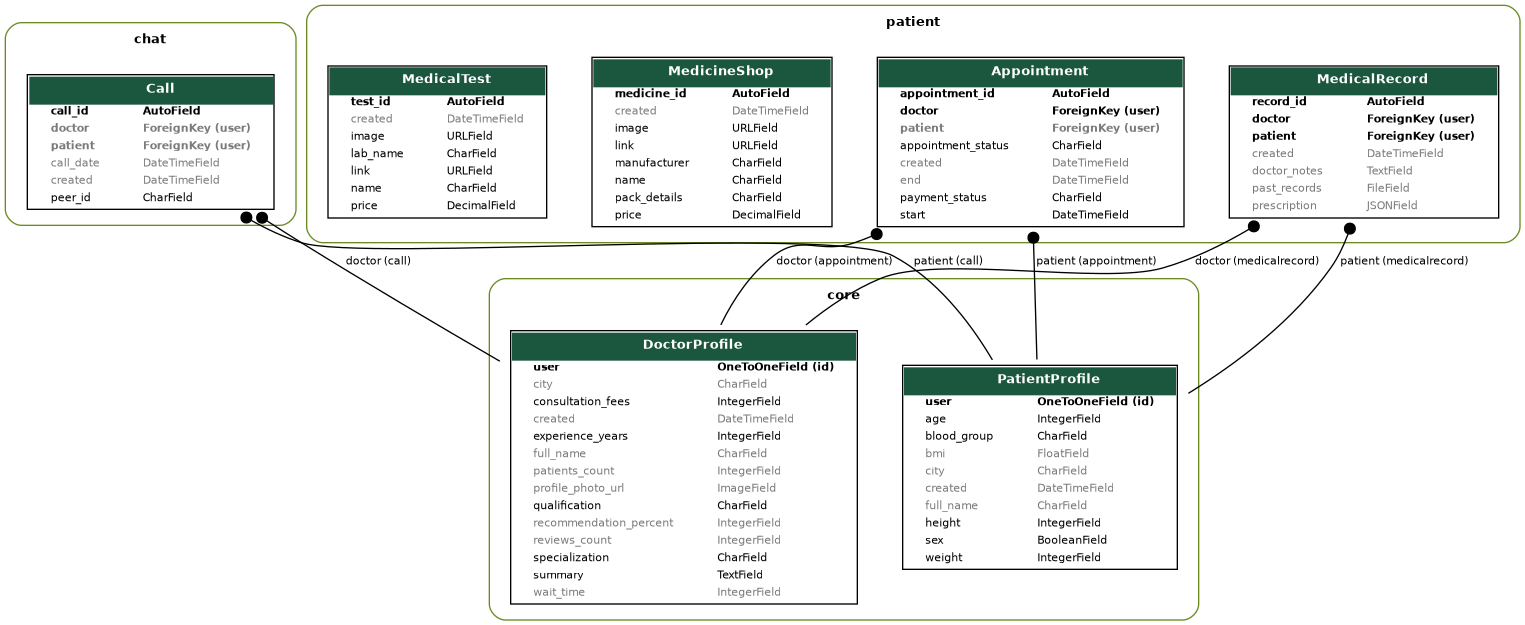 chat
Call
call_id AutoField
doctor ForeignKey (user)
patient ForeignKey (user)
call_date DateTimeField
created DateTimeField
peer_id CharField
patient
MedicalTest
test_id AutoField
created DateTimeField
image URLField
lab_name CharField
link URLField
name CharField
price DecimalField
MedicineShop
medicine_id AutoField
created DateTimeField
image URLField
link URLField
manufacturer CharField
name CharField
pack_details CharField
price DecimalField
Appointment
appointment_id AutoField
doctor ForeignKey (user)
patient ForeignKey (user)
appointment_status CharField
created DateTimeField
end DateTimeField
payment_status CharField
start DateTimeField
MedicalRecord
record_id AutoField
doctor ForeignKey (user)
patient ForeignKey (user)
created DateTimeField
doctor_notes TextField
past_records FileField
prescription JSONField
doctor (call)
doctor (appointment)
patient (call)
patient (appointment)
doctor (medicalrecord)
patient (medicalrecord)
core
DoctorProfile
user OneToOneField (id)
city CharField
consultation_fees IntegerField
created DateTimeField
experience_years IntegerField
full_name CharField
patients_count IntegerField
profile_photo_url ImageField
qualification CharField
recommendation_percent IntegerField
reviews_count IntegerField
specialization CharField
summary TextField
wait_time IntegerField
PatientProfile
user OneToOneField (id)
age IntegerField
blood_group CharField
bmi FloatField
city CharField
created DateTimeField
full_name CharField
height IntegerField
sex BooleanField
weight IntegerField